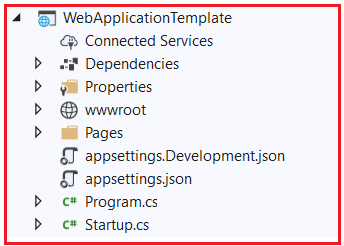 WebApplicationTemplate
Connected Services
Dependencies
Properties
wwwroot
Pages
appsettings.Development.json
appsettings.json
C# Program.cs
C# Startup.cs